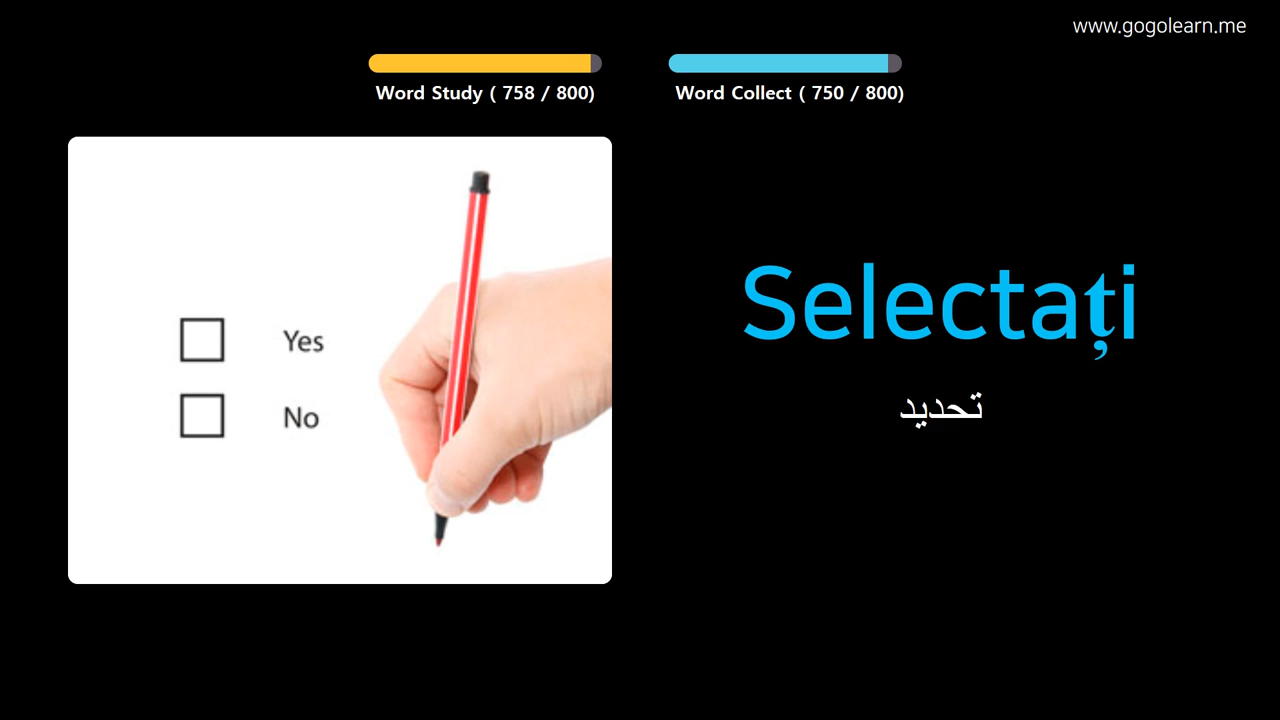 www.gogolearn.me
Word Study ( 758 / 800)
Word Collect ( 750 / 800)
Yes
No
Selectați
تحديد